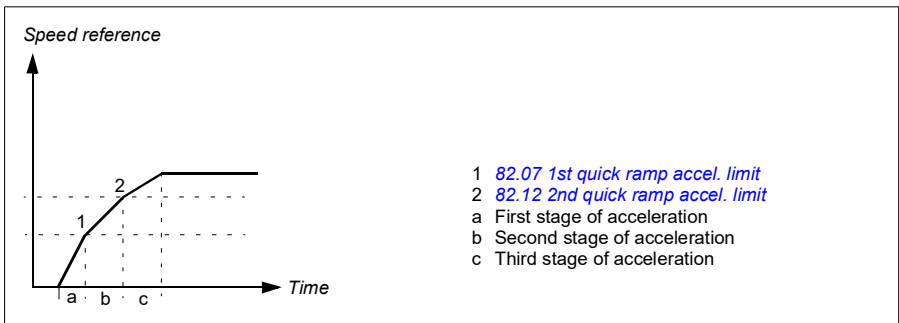 Speed reference
2
1
a b c
Time
1 82.07 1st quick ramp accel. limit
2 82.12 2nd quick ramp accel. limit
a First stage of acceleration
b Second stage of acceleration
c Third stage of acceleration